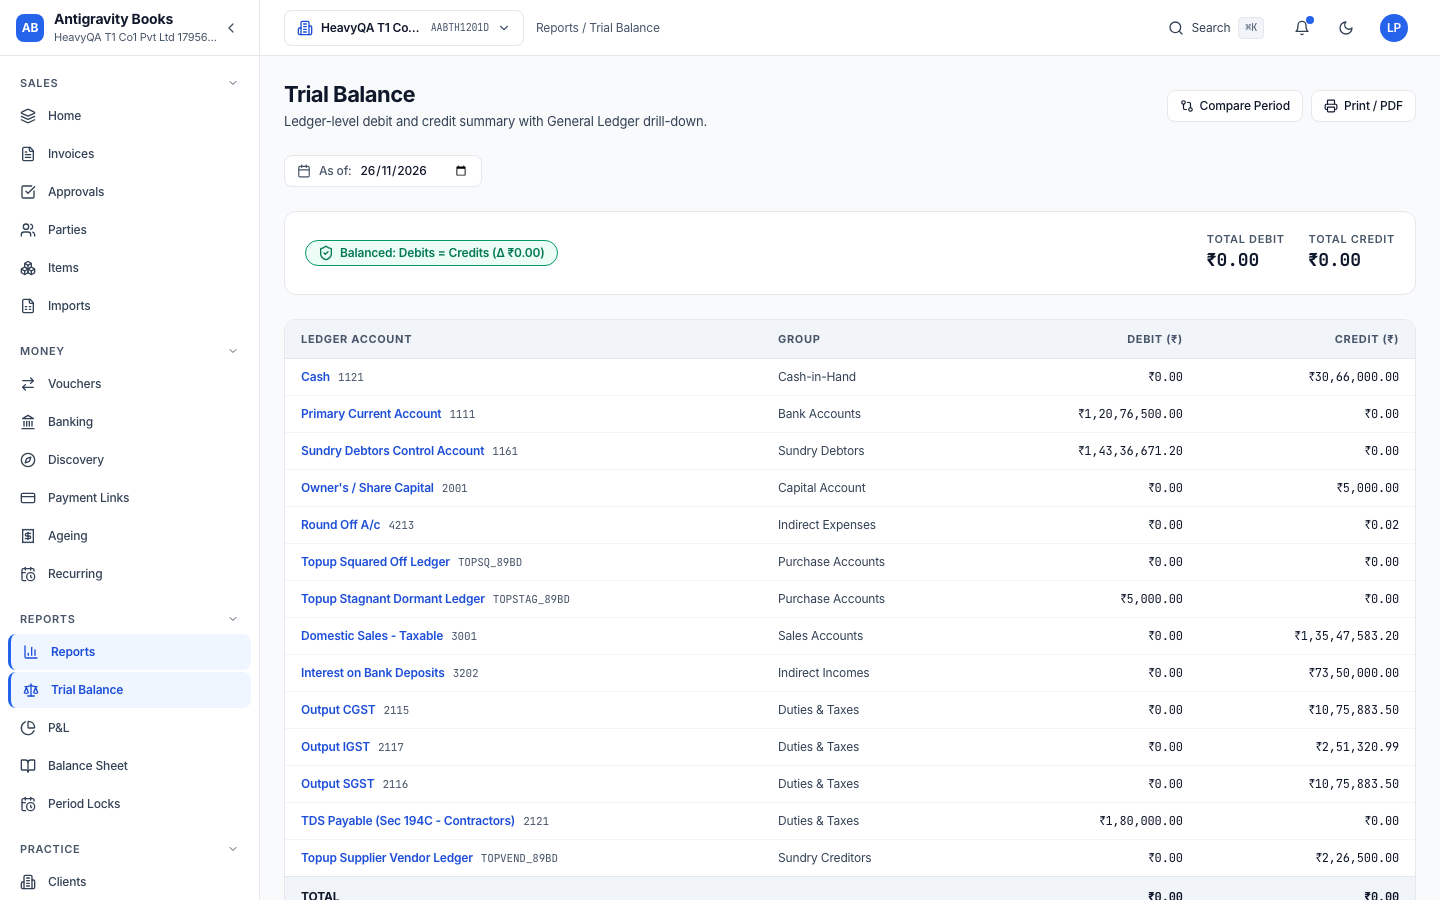 AB
Antigravity Books
HeavyQA T1 Co1 Pvt Ltd 17956...
HeavyQA T1 Co... AABTH1201D
Reports / Trial Balance
Search ⌘K
LP
SALES
Home
Invoices
Approvals
Parties
Items
Imports
MONEY
Vouchers
Banking
Discovery
Payment Links
Ageing
Recurring
REPORTS
Reports
Trial Balance
P&L
Balance Sheet
Period Locks
PRACTICE
Clients
Trial Balance
Ledger-level debit and credit summary with General Ledger drill-down.
Compare Period
Print / PDF
As of: 26/11/2026
Balanced: Debits = Credits (Δ ₹0.00)
TOTAL DEBIT TOTAL CREDIT
₹0.00 ₹0.00
LEDGER ACCOUNT GROUP DEBIT (₹) CREDIT (₹)
Cash 1121 Cash-in-Hand ₹0.00 ₹30,66,000.00
Primary Current Account 1111 Bank Accounts ₹1,20,76,500.00 ₹0.00
Sundry Debtors Control Account 1161 Sundry Debtors ₹1,43,36,671.20 ₹0.00
Owner's / Share Capital 2001 Capital Account ₹0.00 ₹5,000.00
Round Off A/c 4213 Indirect Expenses ₹0.00 ₹0.02
Topup Squared Off Ledger TOPSQ_89BD Purchase Accounts ₹0.00 ₹0.00
Topup Stagnant Dormant Ledger TOPSTAG_89BD Purchase Accounts ₹5,000.00 ₹0.00
Domestic Sales - Taxable 3001 Sales Accounts ₹0.00 ₹1,35,47,583.20
Interest on Bank Deposits 3202 Indirect Incomes ₹0.00 ₹73,50,000.00
Output CGST 2115 Duties & Taxes ₹0.00 ₹10,75,883.50
Output IGST 2117 Duties & Taxes ₹0.00 ₹2,51,320.99
Output SGST 2116 Duties & Taxes ₹0.00 ₹10,75,883.50
TDS Payable (Sec 194C - Contractors) 2121 Duties & Taxes ₹1,80,000.00 ₹0.00
Topup Supplier Vendor Ledger TOPVEND_89BD Sundry Creditors ₹0.00 ₹2,26,500.00
TOTAL ₹0.00 ₹0.00